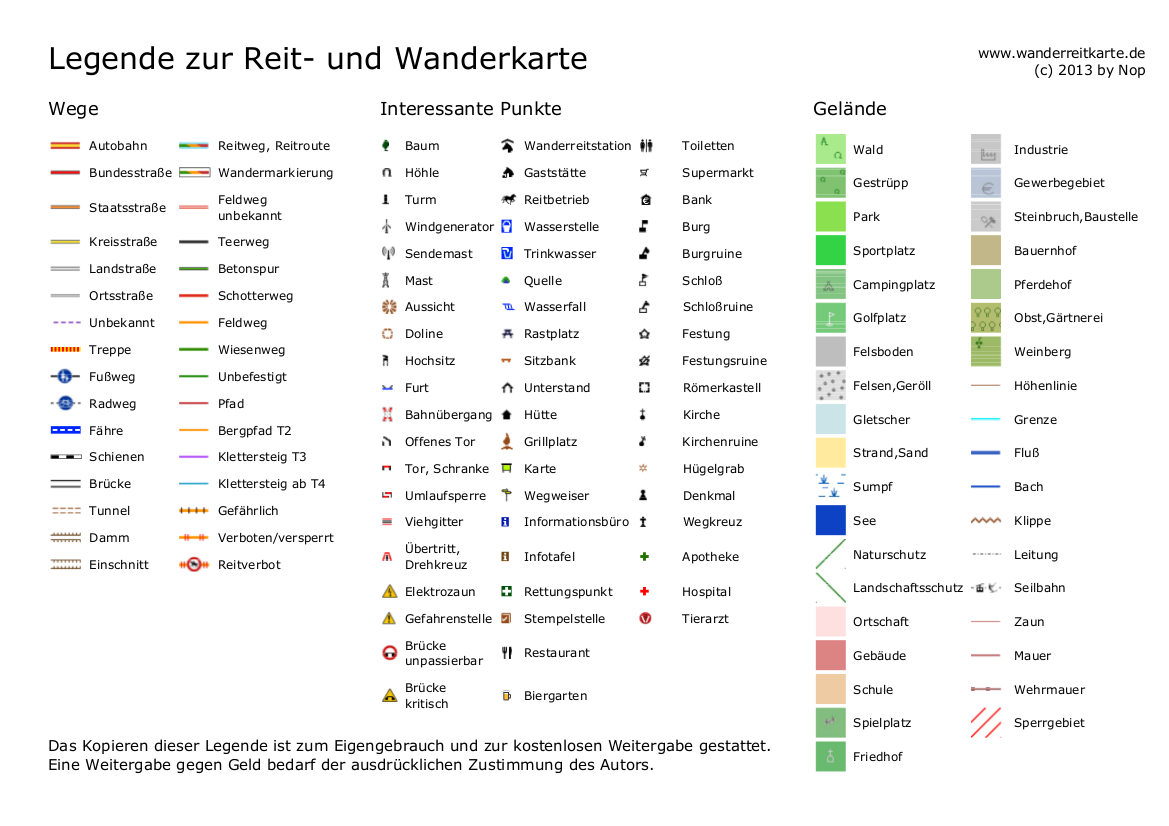 Legende zur Reit- und Wanderkarte
www.wanderreitkarte.de
(c) 2013 by Nop
Wege
Autobahn
Bundesstraße
Staatsstraße
Kreisstraße
Landstraße
Ortsstraße
Unbekannt
Treppe
Fußweg
Radweg
Fähre
Schienen
Brücke
Tunnel
Damm
Einschnitt
Reitweg, Reitroute
Wandermarkierung
Feldweg
unbekannt
Teerweg
Betonspur
Schotterweg
Feldweg
Wiesenweg
Unbefestigt
Pfad
Bergpfad T2
Klettersteig T3
Klettersteig ab T4
Gefährlich
Verboten/versperrt
Reitverbot
Interessante Punkte
Baum
Höhle
Turm
Windgenerator
Sendemast
Mast
Aussicht
Doline
Hochsitz
Furt
Bahnübergang
Offenes Tor
Tor, Schranke
Umlaufsperre
Viehgitter
Übertritt,
Drehkreuz
Elektrozaun
Gefahrenstelle
Brücke
unpassierbar
Brücke
kritisch
Wanderreitstation
Gaststätte
Reitbetrieb
Wasserstelle
Trinkwasser
Quelle
Wasserfall
Rastplatz
Sitzbank
Unterstand
Hütte
Grillplatz
Karte
Wegweiser
Informationsbüro
Infotafel
Rettungspunkt
Stempelstelle
Restaurant
Biergarten
Toiletten
Supermarkt
Bank
Burg
Burgruine
Schloß
Schloßruine
Festung
Festungsruine
Römerkastell
Kirche
Kirchenruine
Hügelgrab
Denkmal
Wegkreuz
Apotheke
Hospital
Tierarzt
Gelände
Wald
Gestrüpp
Park
Sportplatz
Campingplatz
Golfplatz
Felsboden
Felsen,Geröll
Gletscher
Strand,Sand
Sumpf
See
Naturschutz
Landschaftsschutz
Ortschaft
Gebäude
Schule
Spielplatz
Friedhof
Industrie
Gewerbegebiet
Steinbruch,Baustelle
Bauernhof
Pferdehof
Obst,Gärtnerei
Weinberg
Höhenlinie
Grenze
Fluß
Bach
Klippe
Leitung
Seilbahn
Zaun
Mauer
Wehrmauer
Sperrgebiet
Das Kopieren dieser Legende ist zum Eigengebrauch und zur kostenlosen Weitergabe gestattet.
Eine Weitergabe gegen Geld bedarf der ausdrücklichen Zustimmung des Autors.